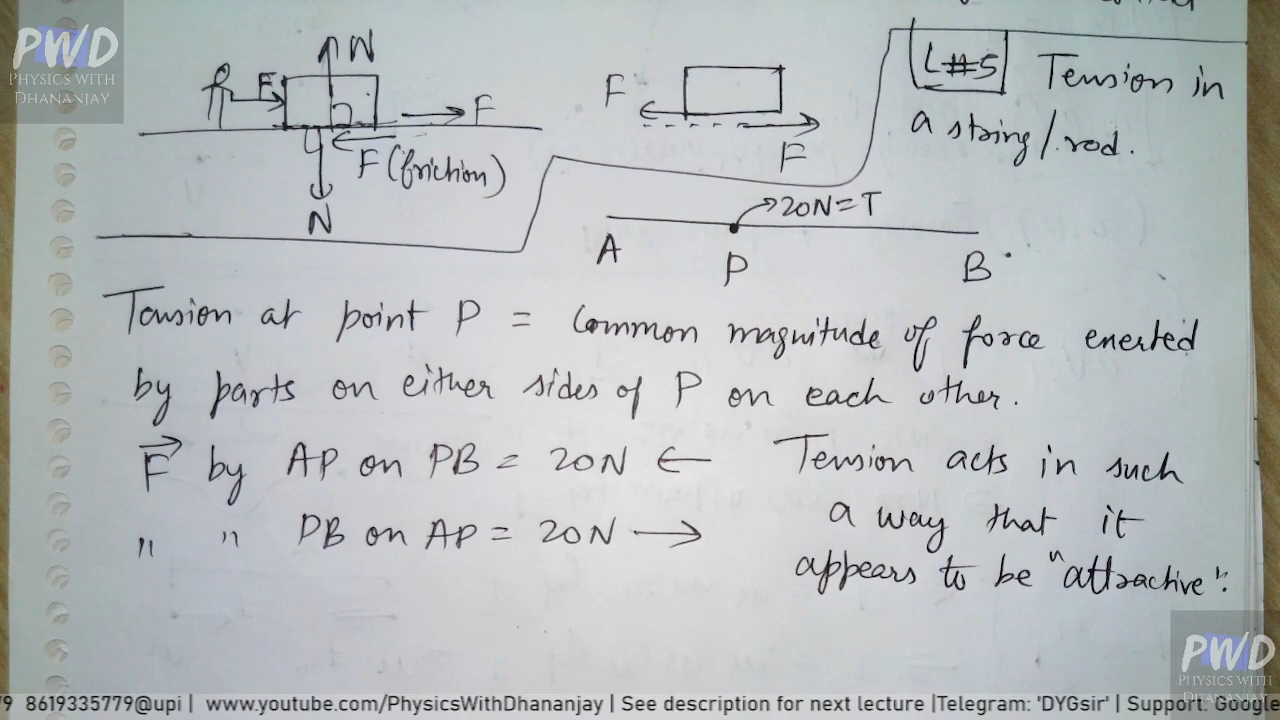 PWD
PHYSICS WITH
DHANANJAY
N
F
F
F (friction)
N
F
F
L#5
Tension in
a string/rod.
20N=T
A
P
B
Tension at point P = Common magnitude of force enerted
by parts on either sides of P on each other.
F by AP on PB = 20N ←
" " PB on AP = 20N →
Tension acts in such
a way that it
appears to be "attractive".
PWD
PHYSICS WITH
DHANANJAY
79 8619335779@upi | www.youtube.com/PhysicsWithDhananjay | See description for next lecture |Telegram: 'DYGsir' | Support: Google